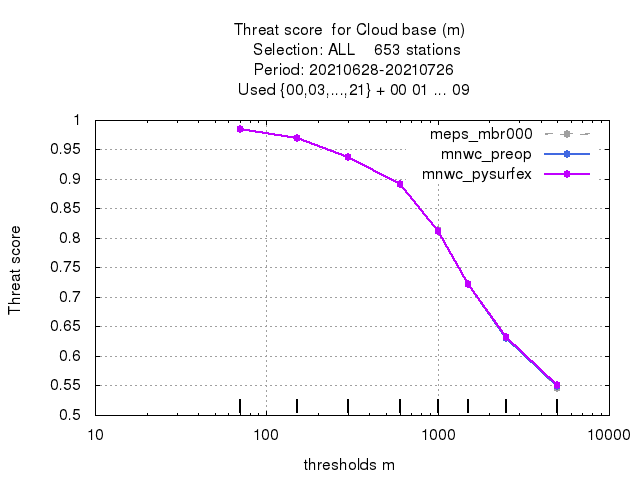 Threat score  for Cloud base (m)
Selection: ALL    653 stations
Period: 20210628-20210726
Used {00,03,...,21} + 00 01 ... 09
meps_mbr000
mnwc_preop
mnwc_pysurfex
Threat score
1
0.95
0.9
0.85
0.8
0.75
0.7
0.65
0.6
0.55
0.5
10 100 1000 10000
thresholds m